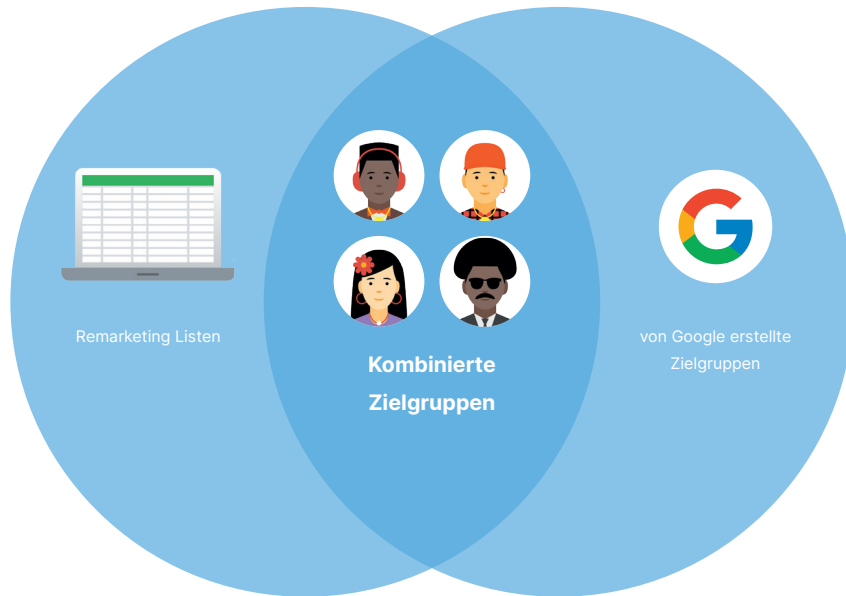 Remarketing Listen
Kombinierte
Zielgruppen
von Google erstellte
Zielgruppen